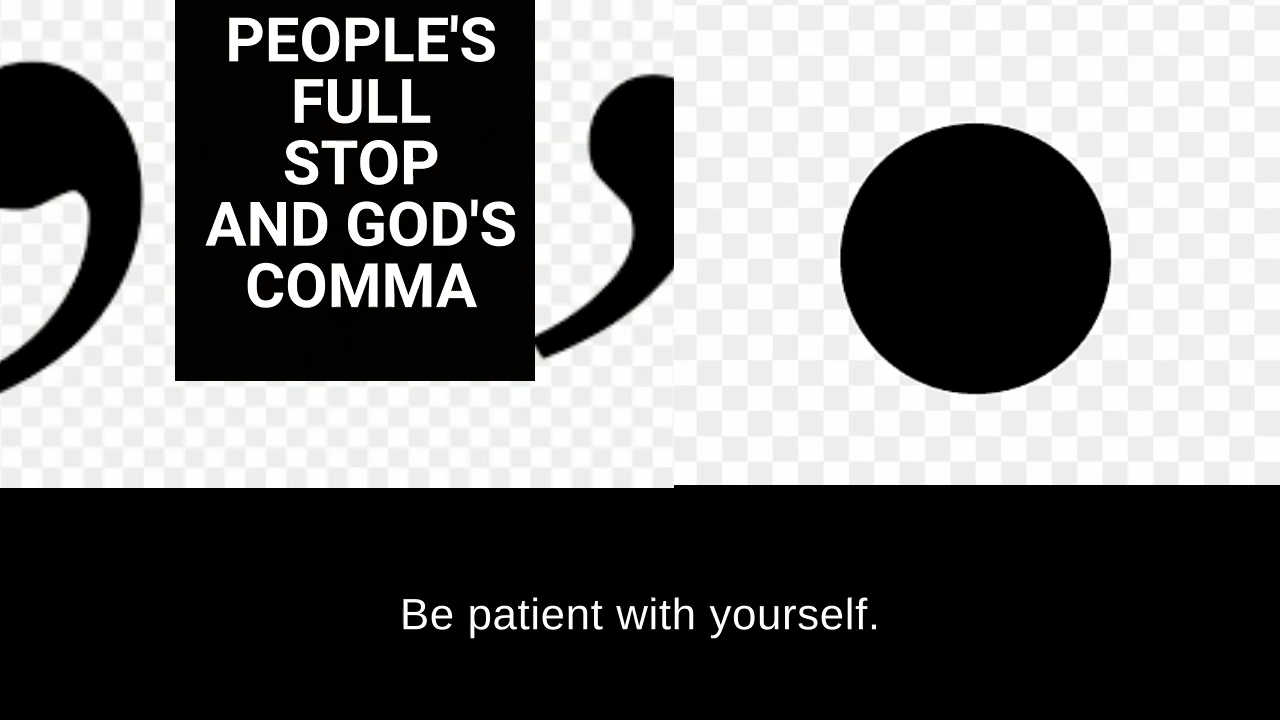 PEOPLE'S
FULL
STOP
AND GOD'S
COMMA
Be patient with yourself.